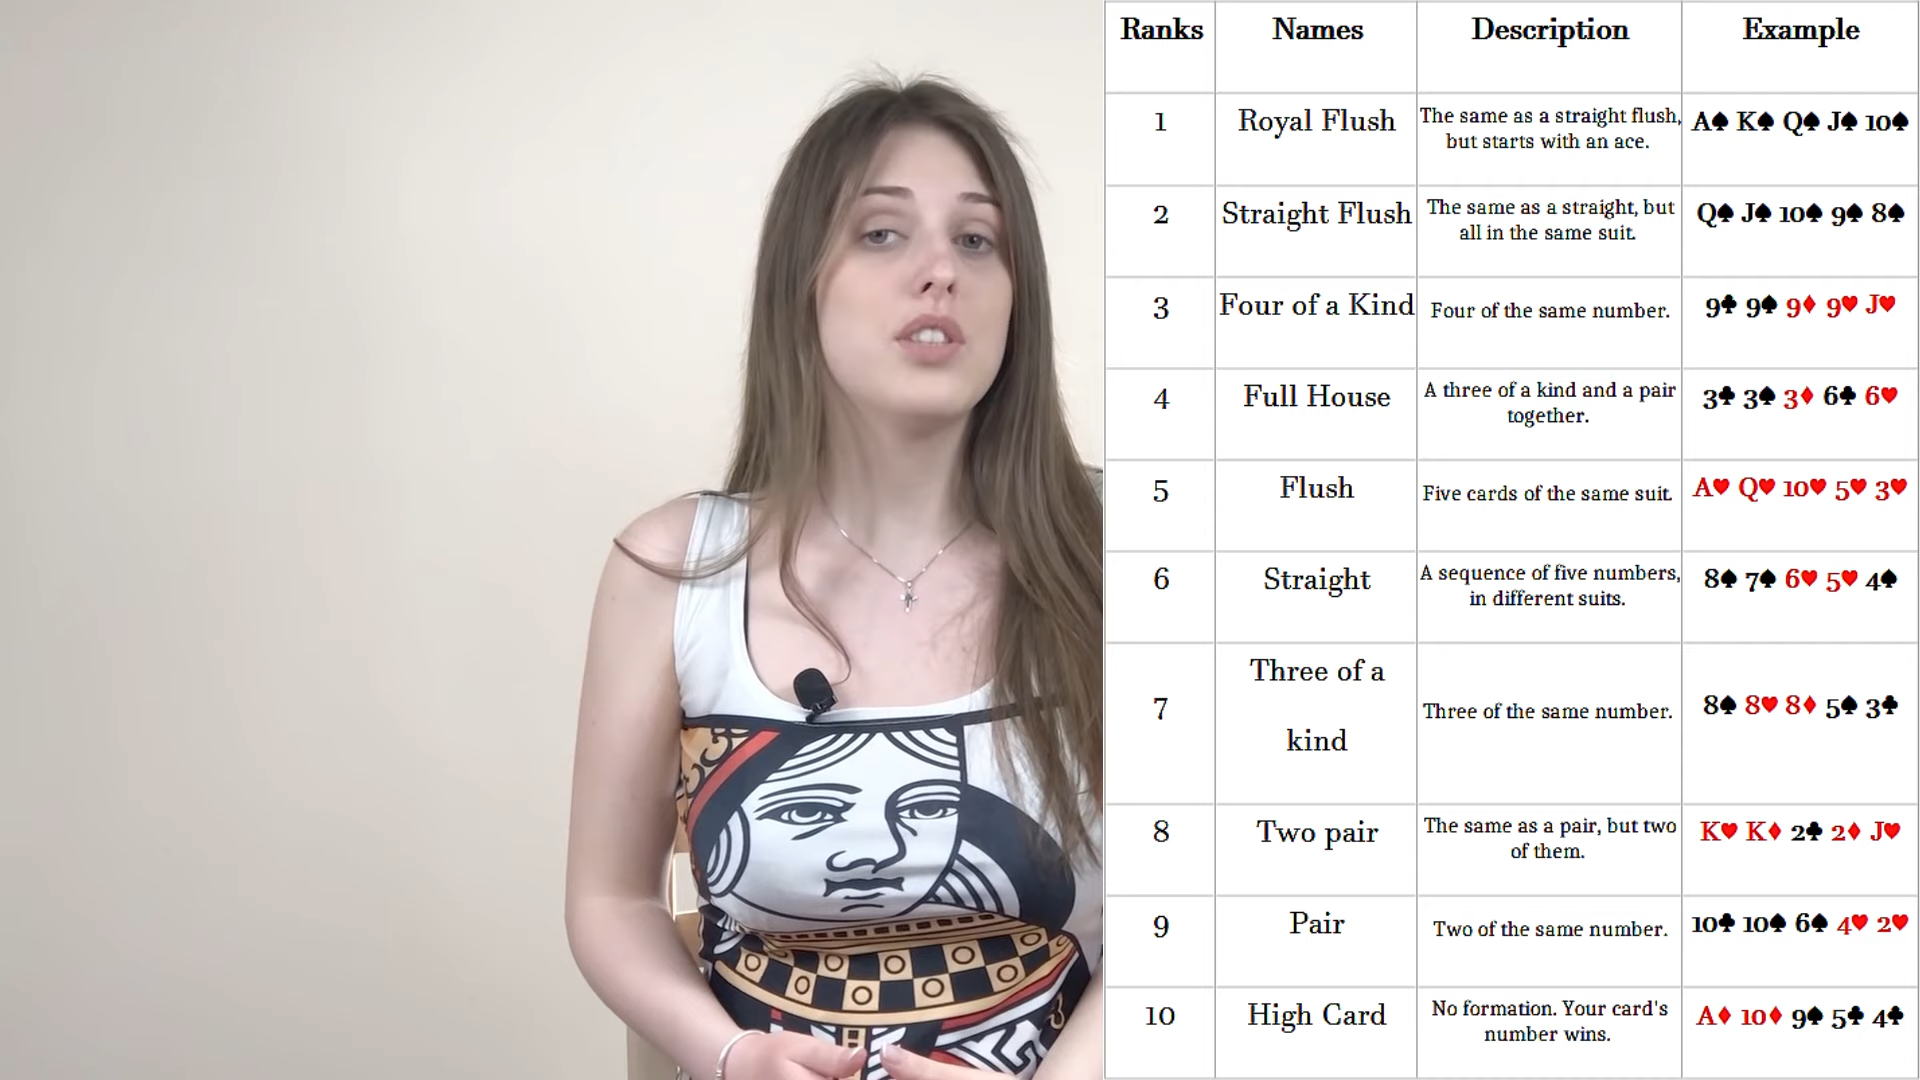 Ranks Names Description Example
1 Royal Flush The same as a straight flush, but starts with an ace. A♠ K♠ Q♠ J♠ 10♠
2 Straight Flush The same as a straight, but all in the same suit. Q♠ J♠ 10♠ 9♠ 8♠
3 Four of a Kind Four of the same number. 9♣ 9♠ 9♦ 9♥ J♥
4 Full House A three of a kind and a pair together. 3♣ 3♠ 3♦ 6♣ 6♥
5 Flush Five cards of the same suit. A♥ Q♥ 10♥ 5♥ 3♥
6 Straight A sequence of five numbers, in different suits. 8♠ 7♠ 6♥ 5♥ 4♠
7 Three of a kind Three of the same number. 8♠ 8♥ 8♦ 5♠ 3♣
8 Two pair The same as a pair, but two of them. K♥ K♦ 2♣ 2♦ J♥
9 Pair Two of the same number. 10♣ 10♠ 6♠ 4♥ 2♥
10 High Card No formation. Your card's number wins. A♦ 10♦ 9♠ 5♣ 4♣